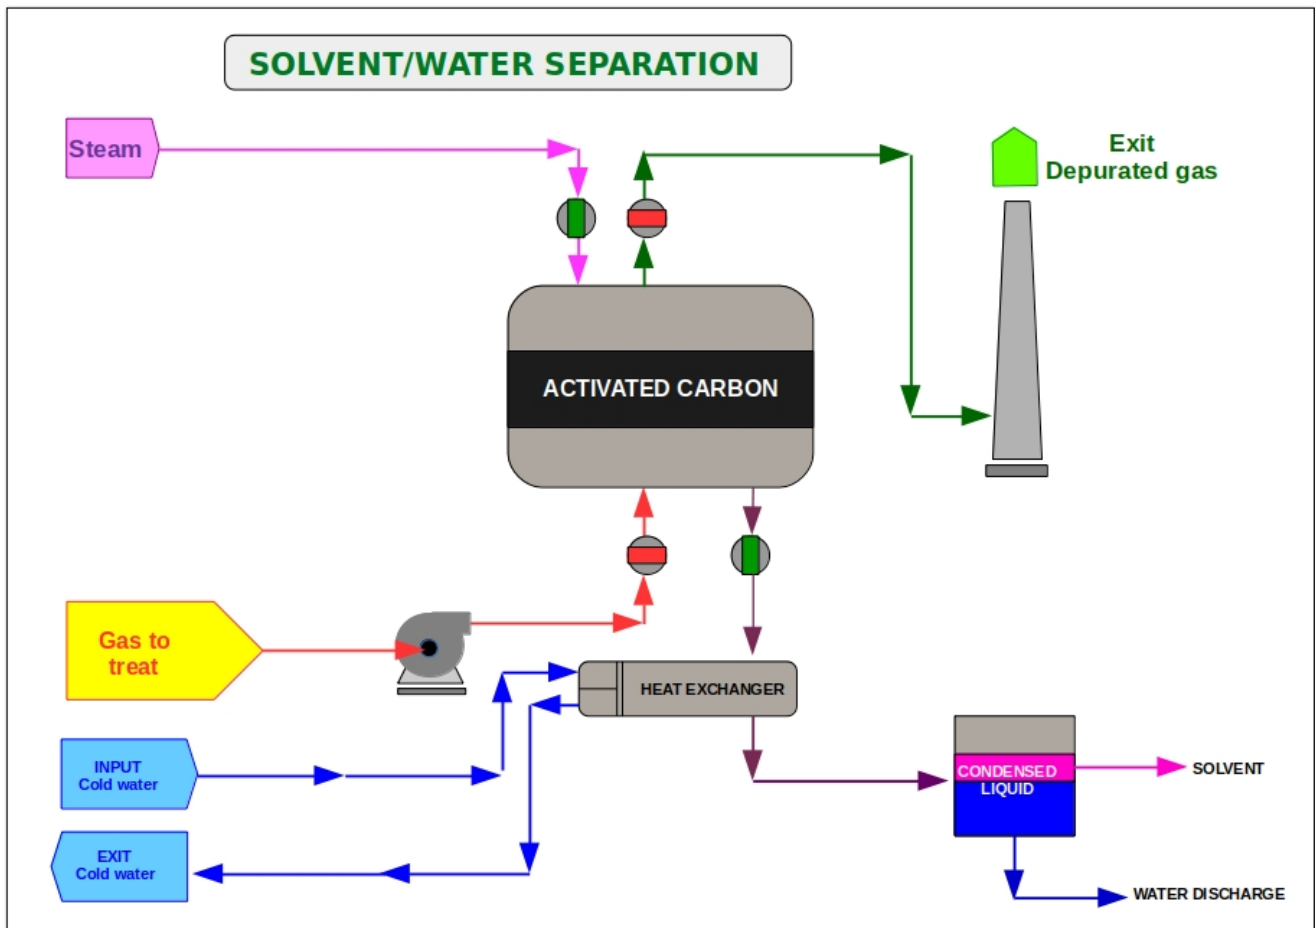 SOLVENT/WATER SEPARATION
Steam
Exit
Depurated gas
ACTIVATED CARBON
Gas to
treat
HEAT EXCHANGER
INPUT
Cold water
CONDENSED
LIQUID
SOLVENT
EXIT
Cold water
WATER DISCHARGE